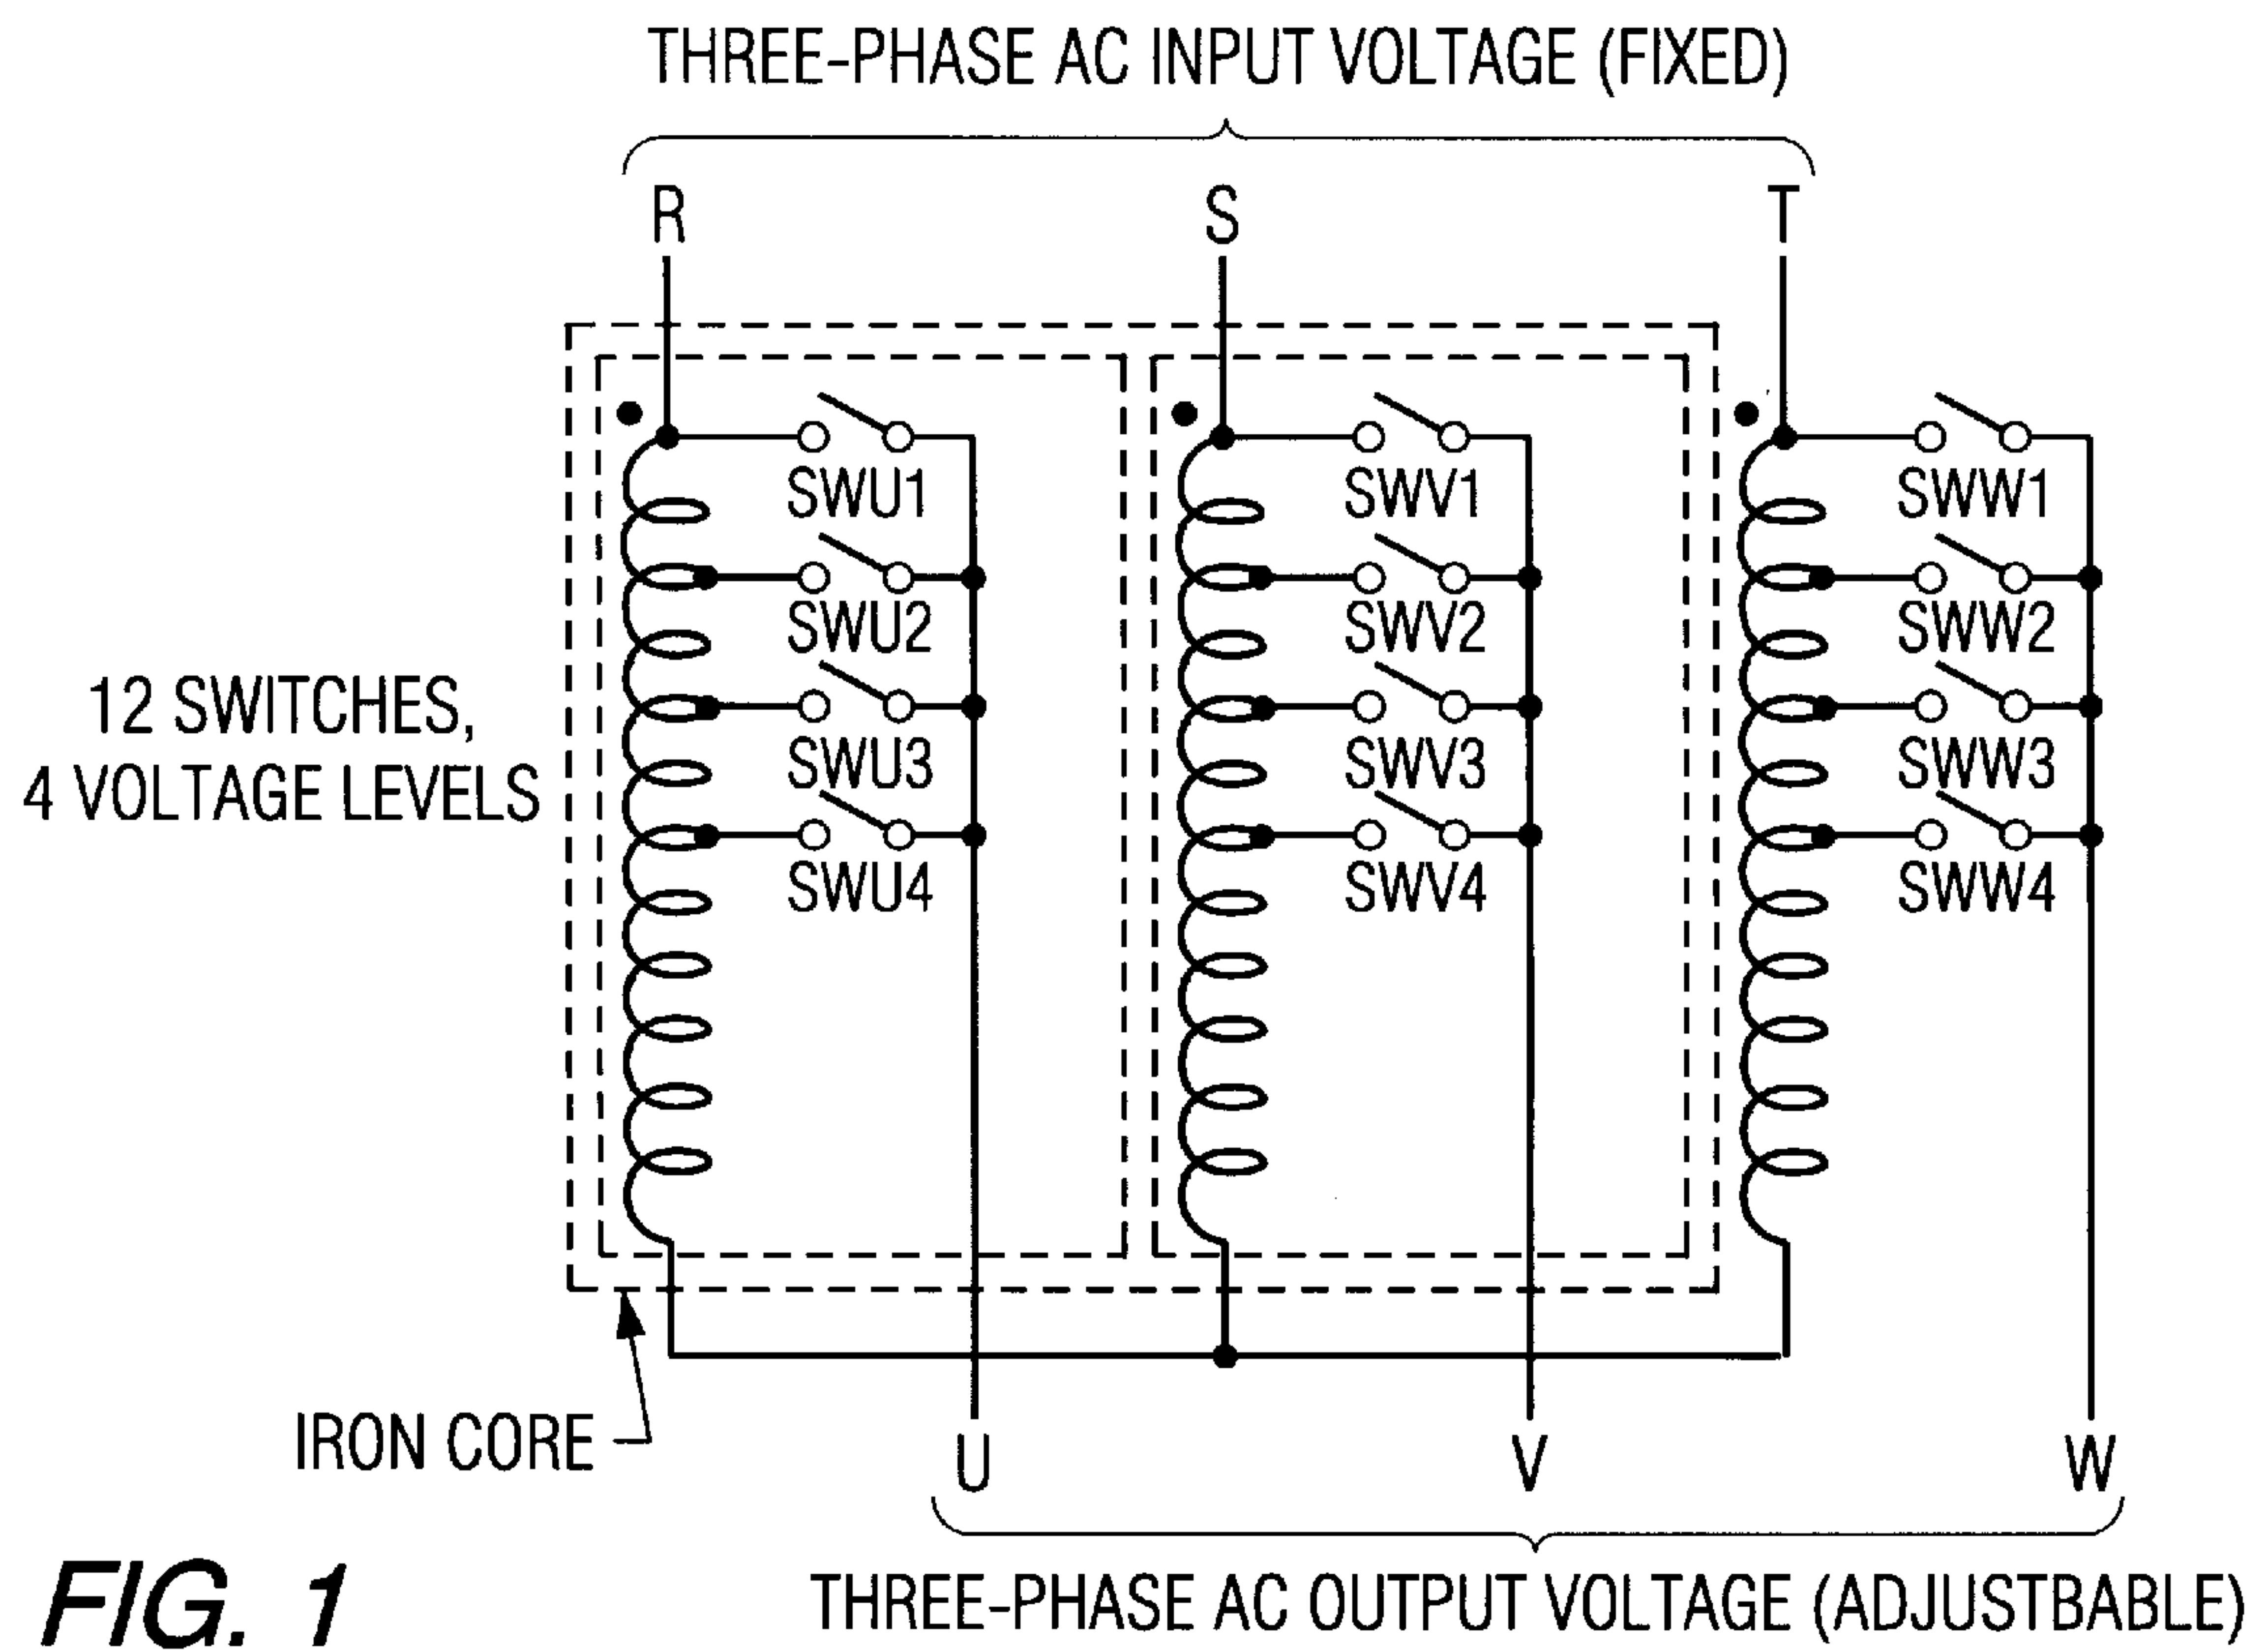 THREE-PHASE AC INPUT VOLTAGE (FIXED)
R S T
SWU1 SWV1 SWW1
SWU2 SWV2 SWW2
12 SWITCHES,
4 VOLTAGE LEVELS
SWU3 SWV3 SWW3
SWU4 SWV4 SWW4
IRON CORE
U V W
THREE-PHASE AC OUTPUT VOLTAGE (ADJUSTBABLE)
FIG. 1